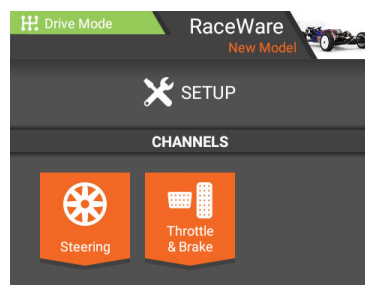 Drive Mode
RaceWare
New Model
SETUP
CHANNELS
Steering
Throttle
& Brake